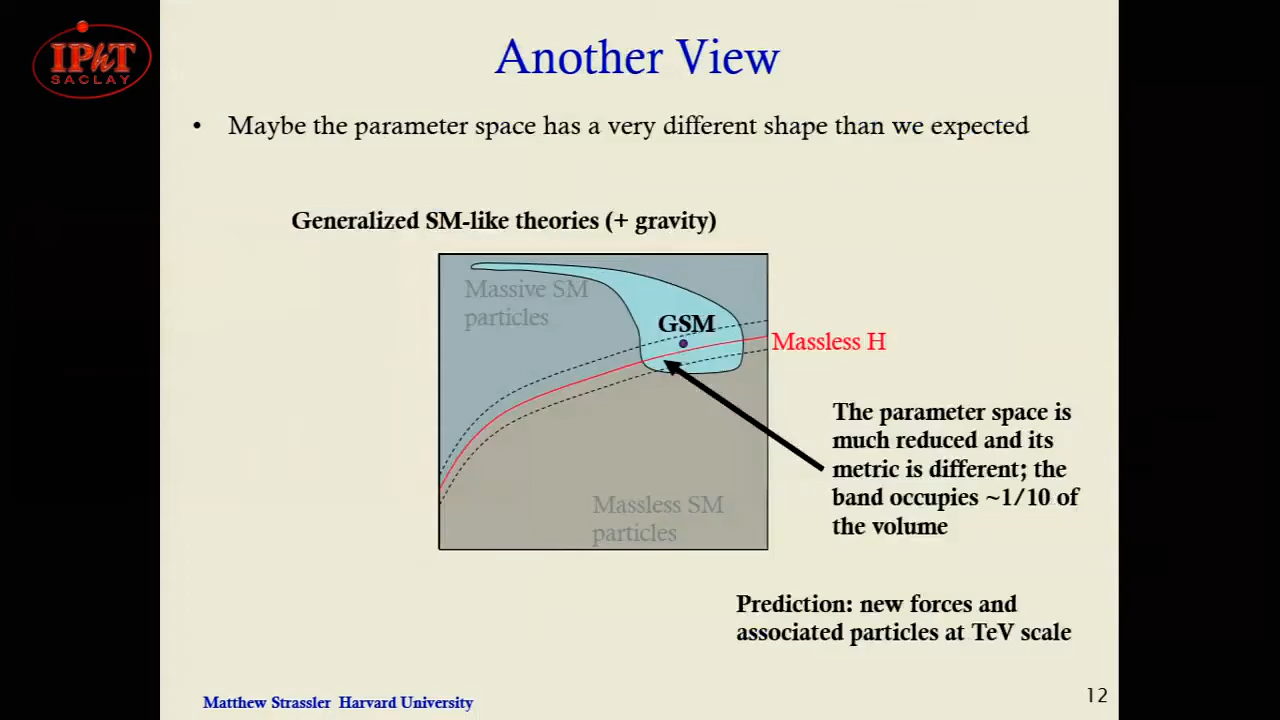 IPhT
SACLAY
Another View
• Maybe the parameter space has a very different shape than we expected
Generalized SM-like theories (+ gravity)
Massive SM
particles
GSM
Massless H
The parameter space is
much reduced and its
metric is different; the
band occupies ~1/10 of
the volume
Massless SM
particles
Prediction: new forces and
associated particles at TeV scale
Matthew Strassler Harvard University
12